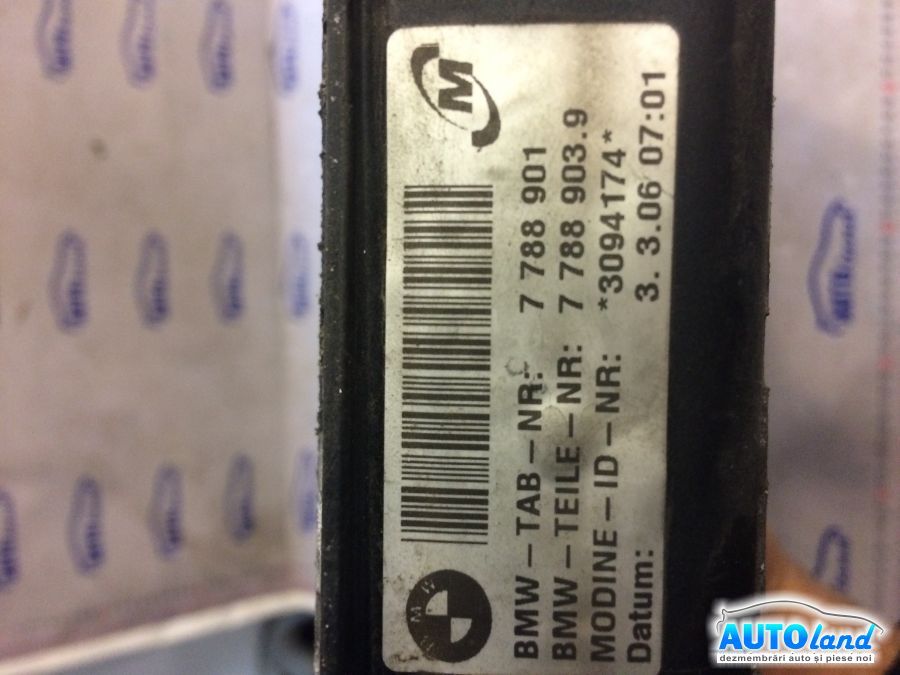 M
BMW-TAB-NR: 7 788 901
BMW-TEILE-NR: 7 788 903.9
MODINE-ID-NR: *3094174*
Datum: 3. 3.06 07:01
BMW
AUTOland
dezmembrări auto și piese noi